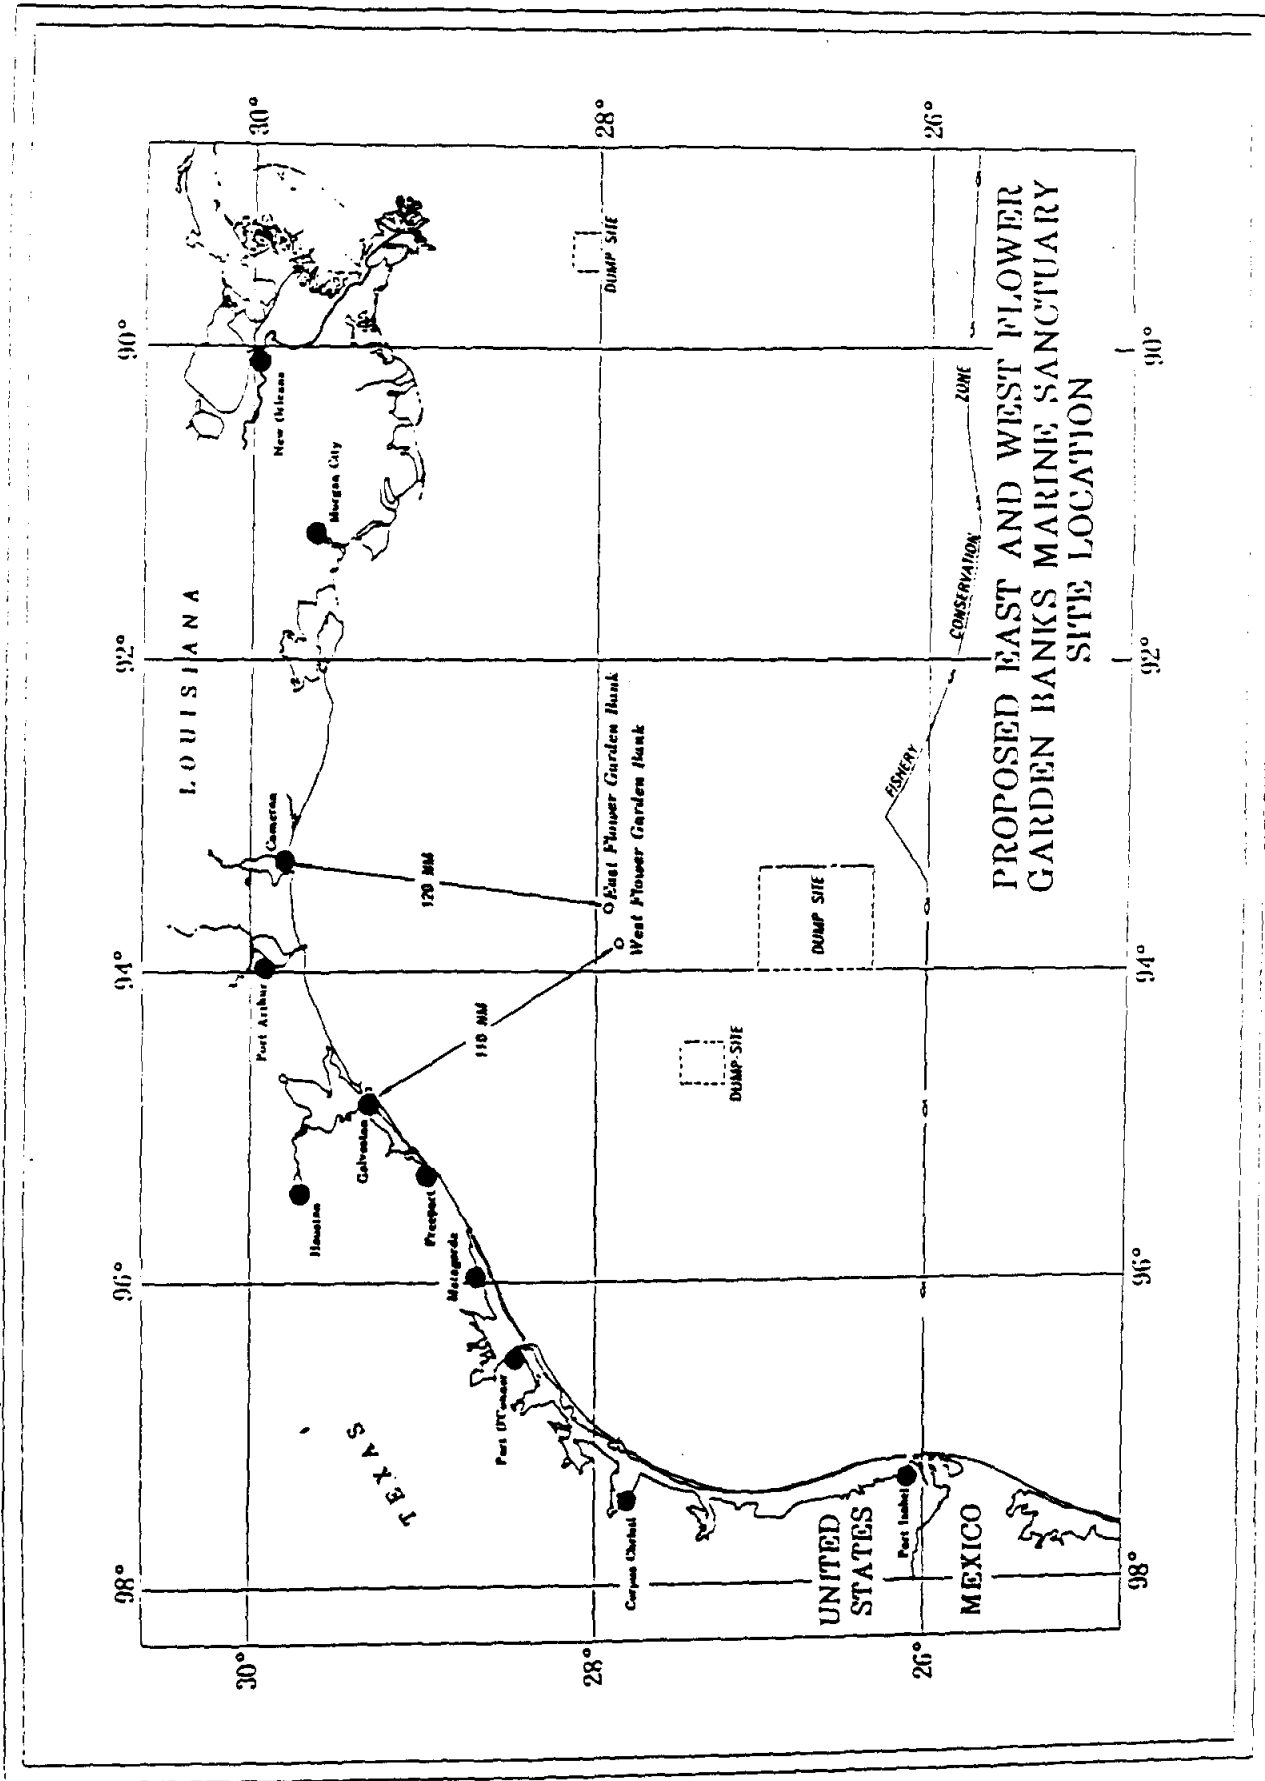 98°
96°
94°
92°
90°
30°
30°
28°
28°
26°
26°
98°
96°
94°
92°
90°
LOUISIANA
TEXAS
New Orleans
Morgan City
Cameron
Port Arthur
Houston
Galveston
Freeport
Matagorda
Port O'Connor
Corpus Christi
Port Isabel
120 NM
110 NM
East Flower Garden Bank
West Flower Garden Bank
DUMP SITE
DUMP SITE
DUMP-SITE
FISHERY
CONSERVATION
ZONE
UNITED
STATES
MEXICO
PROPOSED EAST AND WEST FLOWER
GARDEN BANKS MARINE SANCTUARY
SITE LOCATION